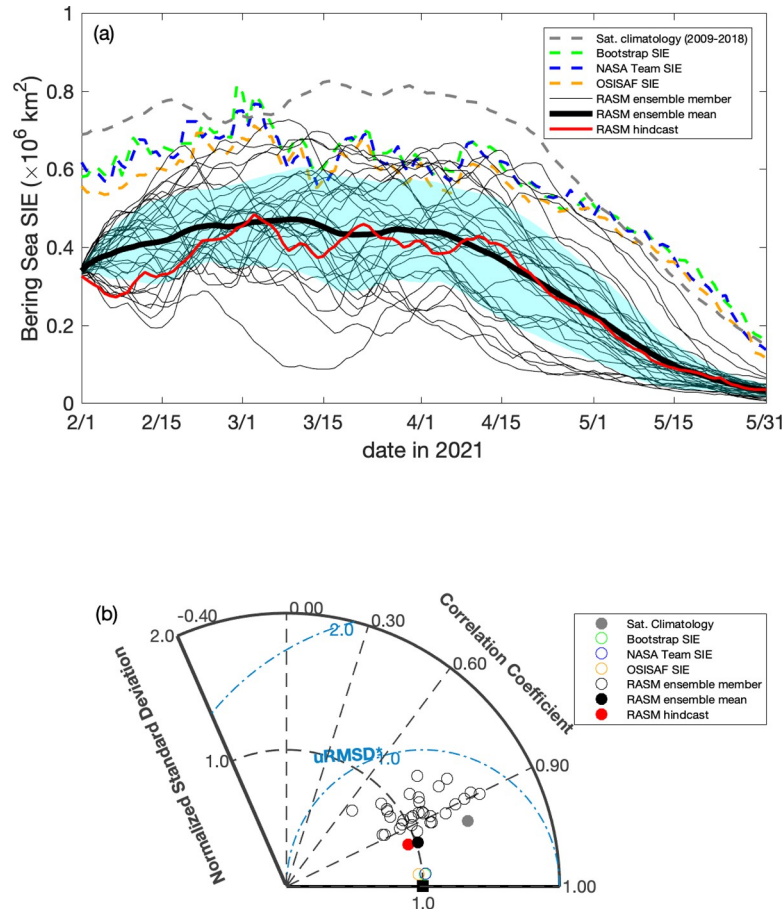 (a)
1
0.8
0.6
0.4
0.2
0
Bering Sea SIE (×10⁶ km²)
Sat. climatology (2009-2018)
Bootstrap SIE
NASA Team SIE
OSISAF SIE
RASM ensemble member
RASM ensemble mean
RASM hindcast
2/1 2/15 3/1 3/15 4/1 4/15 5/1 5/15 5/31
date in 2021
(b)
-0.40
0.00
0.30
0.60
0.90
1.00
Correlation Coefficient
2.0
1.0
Normalized Standard Deviation
2.0
uRMSD*
1.0
1.0
Sat. Climatology
Bootstrap SIE
NASA Team SIE
OSISAF SIE
RASM ensemble member
RASM ensemble mean
RASM hindcast